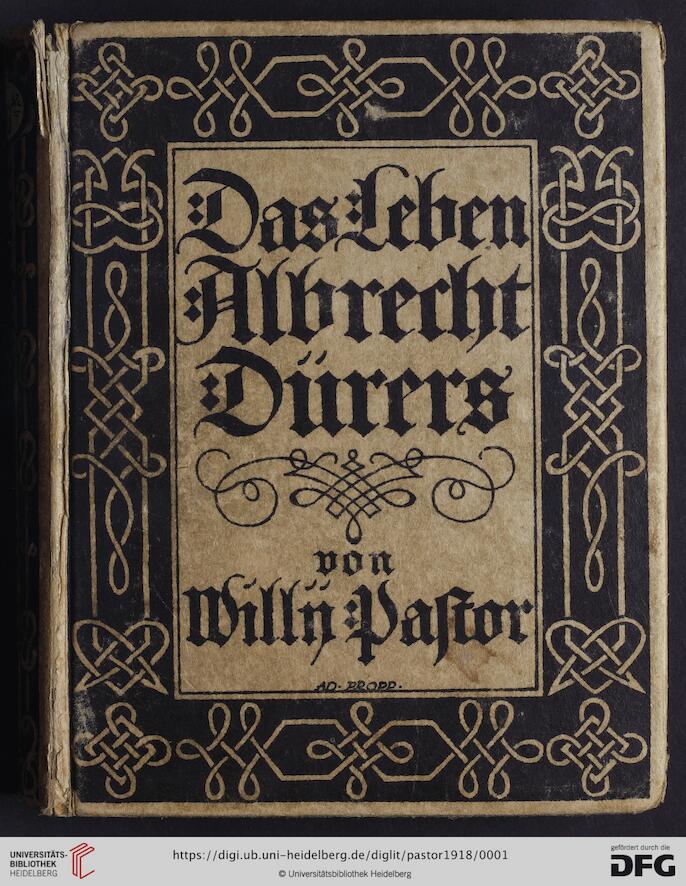 Das Leben
Albrecht
Dürers
von
Willÿ Pastor
AD. PROPP.
UNIVERSITÄTS-
BIBLIOTHEK
HEIDELBERG
https://digi.ub.uni-heidelberg.de/diglit/pastor1918/0001
© Universitätsbibliothek Heidelberg
gefördert durch die
DFG